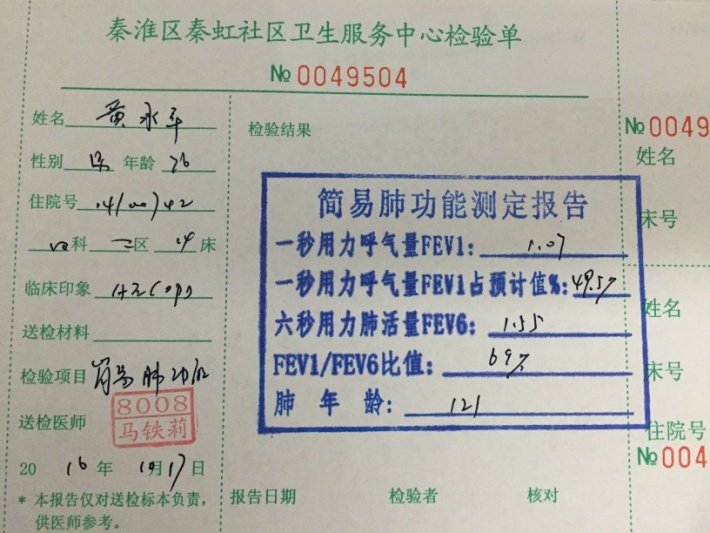 秦淮区秦虹社区卫生服务中心检验单
№0049504
姓名 黄永平
性别 男 年龄 76
住院号 14100742
科 二区 14床
临床印象
送检材料
检验项目 简易肺功能
送检医师 8008 马铁莉
2016年10月17日
* 本报告仅对送检标本负责,
供医师参考。
检验结果
简易肺功能测定报告
一秒用力呼气量FEV1: 1.07
一秒用力呼气量FEV1占预计值%: 49.5%
六秒用力肺活量FEV6: 1.55
FEV1/FEV6比值: 69%
肺 年 龄: 121
报告日期 检验者 核对
№0049
姓名
床号
姓名
床号
住院号
№004